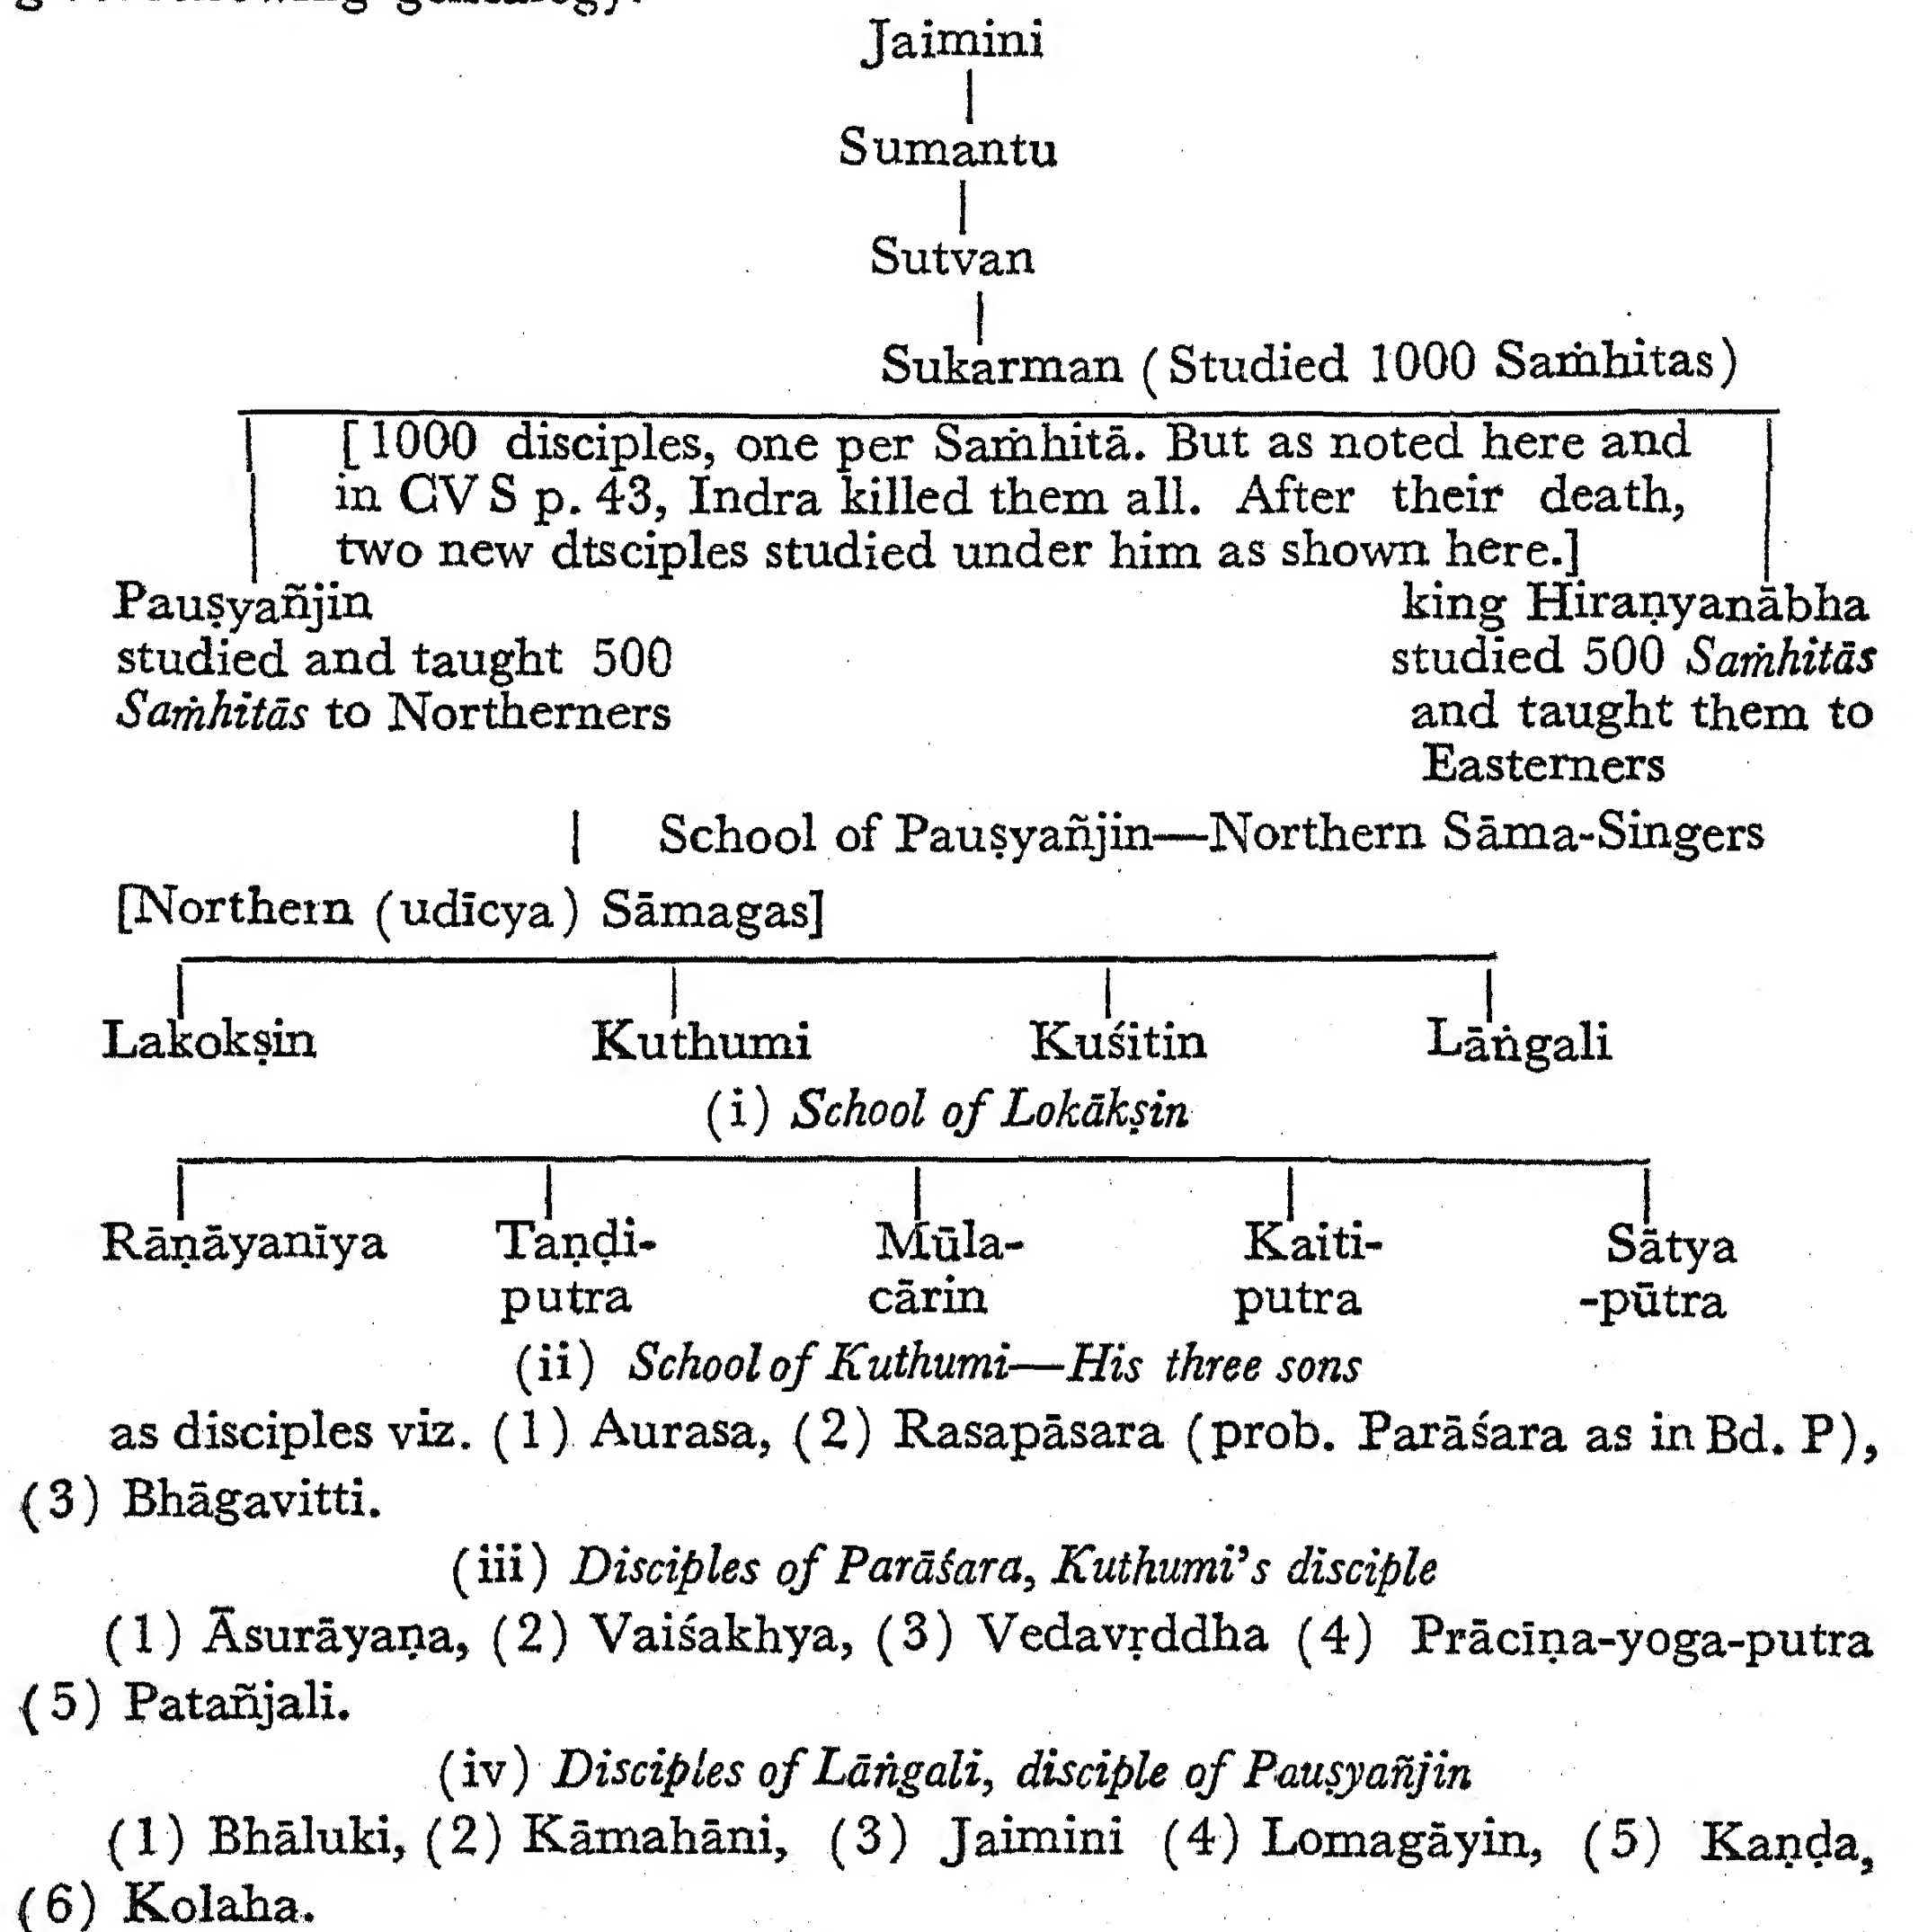 Jaimini
Sumantu
Sutvan
Sukarman (Studied 1000 Saṁhitas)
[1000 disciples, one per Saṁhitā. But as noted here and
in GVS p. 43, Indra killed them all. After their death,
two new dtsciples studied under him as shown here.]
Pauṣyañjin
studied and taught 500
Saṁhitās to Northerners
king Hiraṇyanābha
studied 500 Saṁhitās
and taught them to
Easterners
School of Pauṣyañjin—Northern Sāma-Singers
[Northern (udīcya) Sāmagas]
Lakokṣin Kuthumi Kuśitin Lāṅgali
(i) School of Lokākṣin
Rāṇāyanīya Taṇḍi- Mūla- Kaiti- Sātya
putra cārin putra -pūtra
(ii) School of Kuthumi—His three sons
as disciples viz. (1) Aurasa, (2) Rasapāsara (prob. Parāśara as in Bd. P),
(3) Bhāgavitti.
(iii) Disciples of Parāśara, Kuthumi's disciple
(1) Āsurāyaṇa, (2) Vaiśakhya, (3) Vedavṛddha (4) Prācīṇa-yoga-putra
(5) Patañjali.
(iv) Disciples of Lāṅgali, disciple of Pauṣyañjin
(1) Bhāluki, (2) Kāmahāni, (3) Jaimini (4) Lomagāyin, (5) Kaṇḍa,
(6) Kolaha.